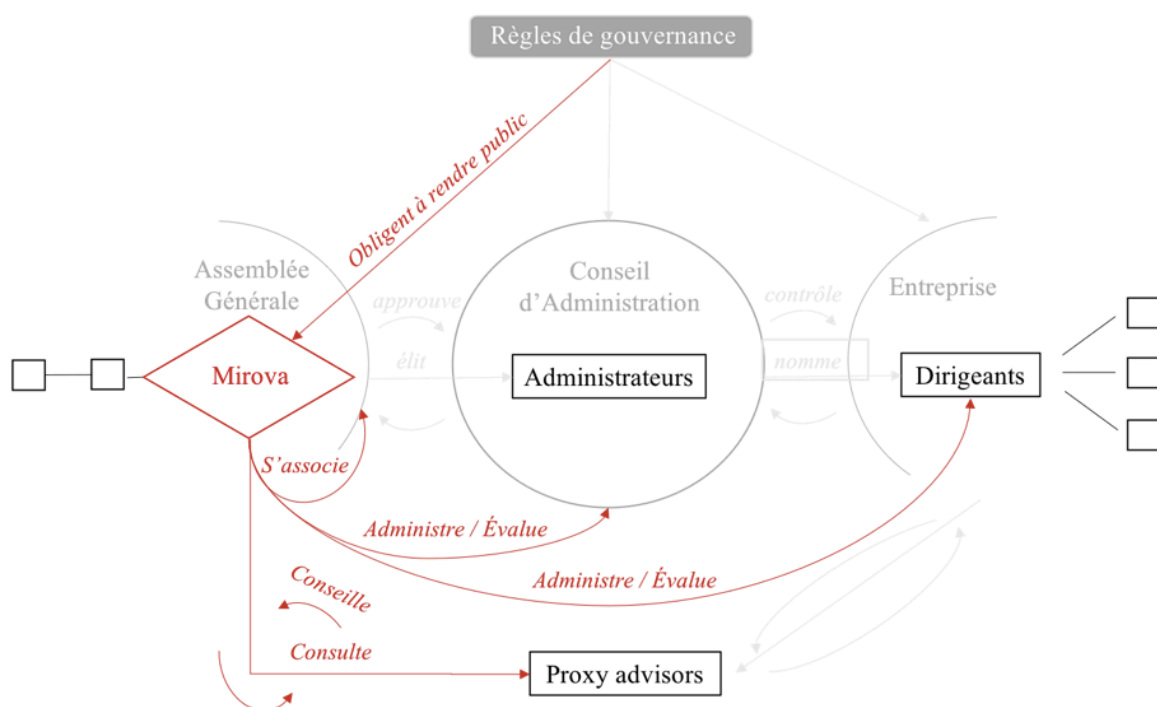 Règles de gouvernance
Obligent à rendre public
Assemblée
Générale
approuve
Conseil
d’Administration
contrôle
Entreprise
Mirova
élit
Administrateurs
nomme
Dirigeants
S’associe
Administre / Évalue
Administre / Évalue
Conseille
Consulte
Proxy advisors